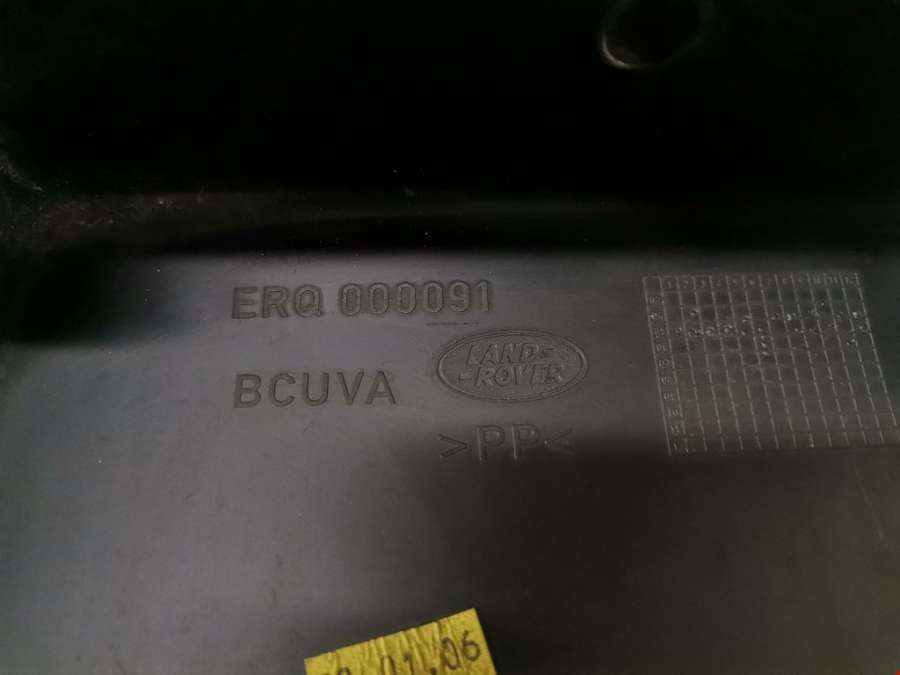 ERQ 000091
BCUVA
LAND-
-ROVER
>PP<
01.06